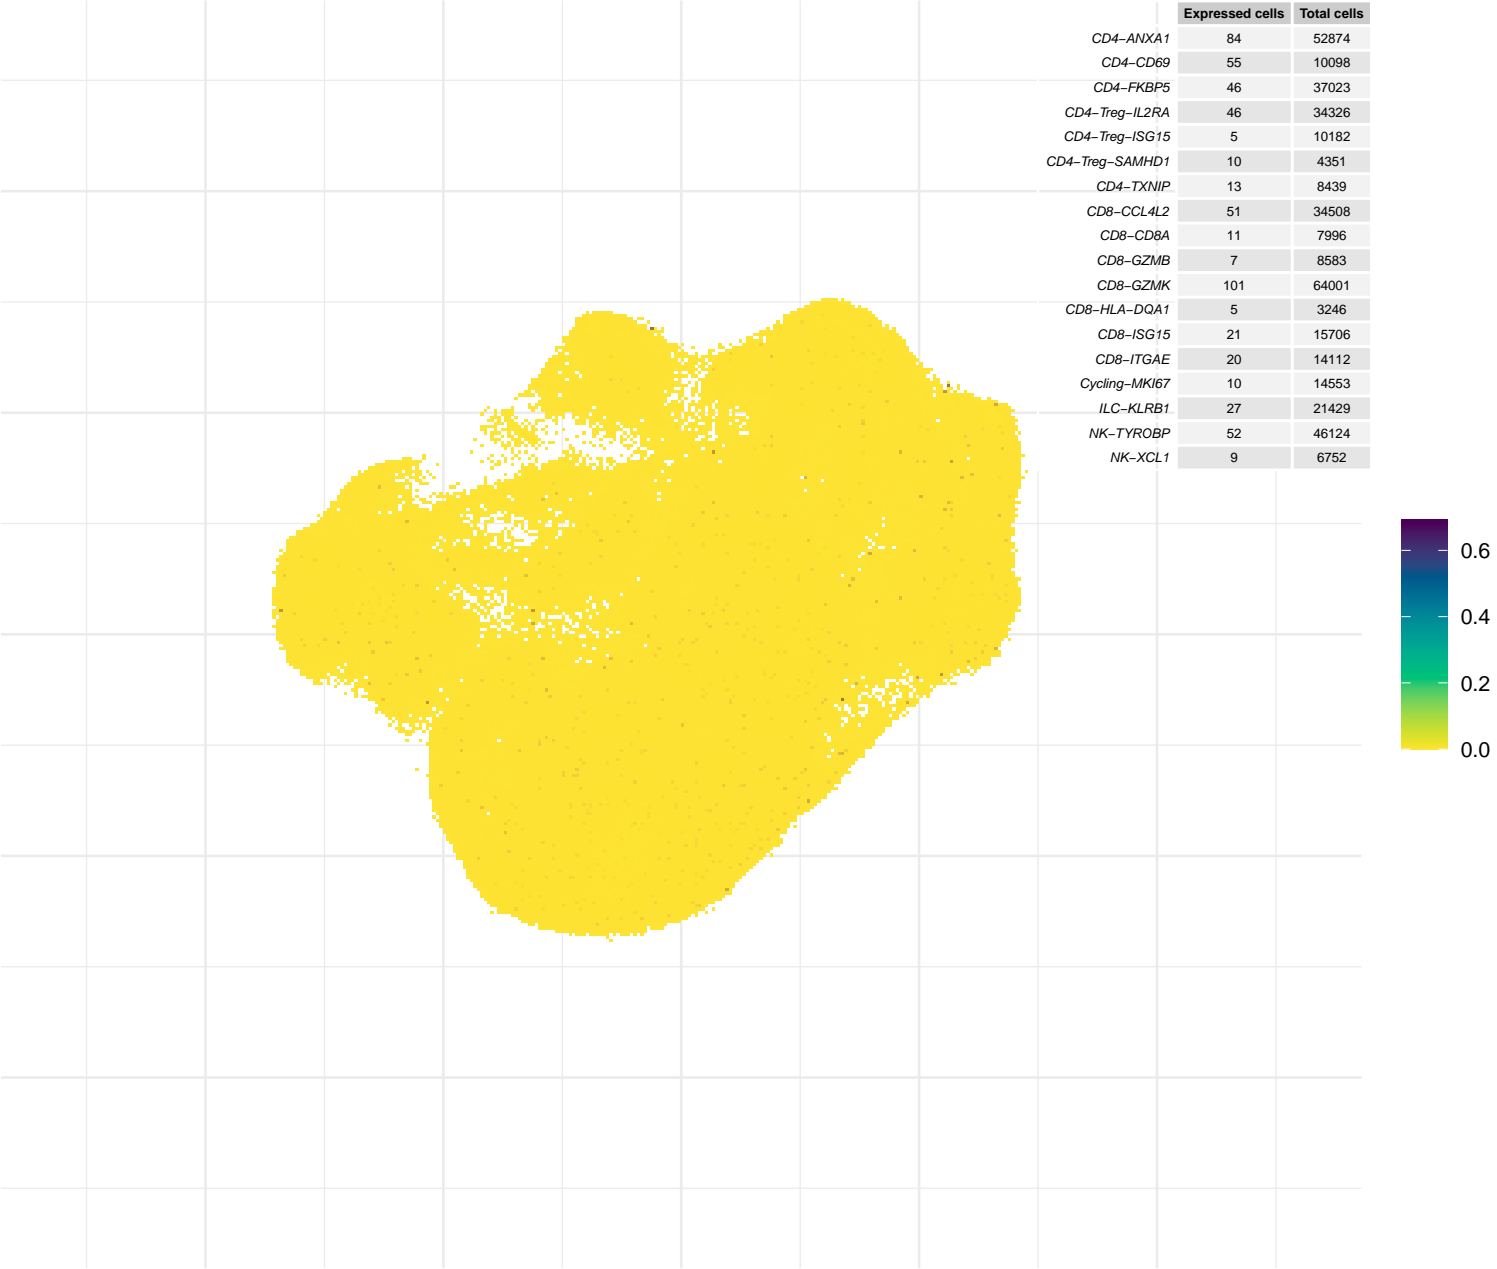 Expressed cells Total cells
CD4−ANXA1 84 52874
CD4−CD69 55 10098
CD4−FKBP5 46 37023
CD4−Treg−IL2RA 46 34326
CD4−Treg−ISG15 5 10182
CD4−Treg−SAMHD1 10 4351
CD4−TXNIP 13 8439
CD8−CCL4L2 51 34508
CD8−CD8A 11 7996
CD8−GZMB 7 8583
CD8−GZMK 101 64001
CD8−HLA−DQA1 5 3246
CD8−ISG15 21 15706
CD8−ITGAE 20 14112
Cycling−MKI67 10 14553
ILC−KLRB1 27 21429
NK−TYROBP 52 46124
NK−XCL1 9 6752
0.6
0.4
0.2
0.0